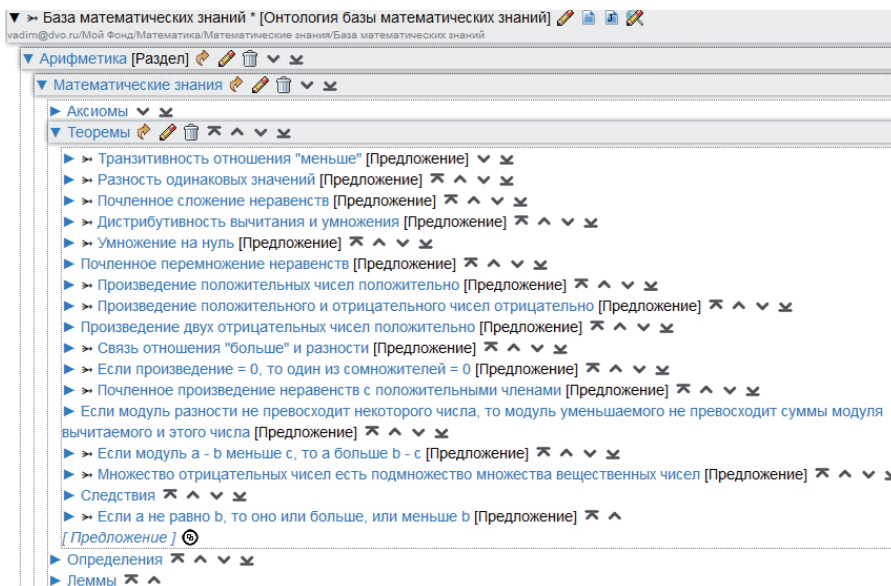 База математических знаний * [Онтология базы математических знаний]
vadim@dvo.ru/Мой Фонд/Математика/Математические знания/База математических знаний
Арифметика [Раздел]
Математические знания
Аксиомы
Теоремы
Транзитивность отношения "меньше" [Предложение]
Разность одинаковых значений [Предложение]
Почленное сложение неравенств [Предложение]
Дистрибутивность вычитания и умножения [Предложение]
Умножение на нуль [Предложение]
Почленное перемножение неравенств [Предложение]
Произведение положительных чисел положительно [Предложение]
Произведение положительного и отрицательного чисел отрицательно [Предложение]
Произведение двух отрицательных чисел положительно [Предложение]
Связь отношения "больше" и разности [Предложение]
Если произведение = 0, то один из сомножителей = 0 [Предложение]
Почленное произведение неравенств с положительными членами [Предложение]
Если модуль разности не превосходит некоторого числа, то модуль уменьшаемого не превосходит суммы модуля
вычитаемого и этого числа [Предложение]
Если модуль a - b меньше c, то a больше b - c [Предложение]
Множество отрицательных чисел есть подмножество множества вещественных чисел [Предложение]
Следствия
Если a не равно b, то оно или больше, или меньше b [Предложение]
[ Предложение ]
Определения
Леммы